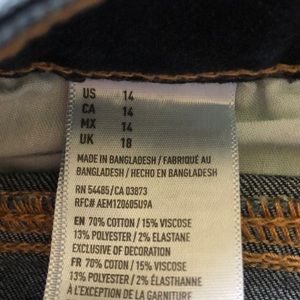 US 14
CA 14
MX 14
UK 18
MADE IN BANGLADESH / FABRIQUÉ AU
BANGLADESH / HECHO EN BANGLADESH
RN 54485/CA 03873
RFC# AEM120605U9A
EN 70% COTTON / 15% VISCOSE
13% POLYESTER / 2% ELASTANE
EXCLUSIVE OF DECORATION
FR 70% COTON / 15% VISCOSE
13% POLYESTER / 2% ÉLASTHANNE
À L'EXCEPTION DE LA GARNITURE